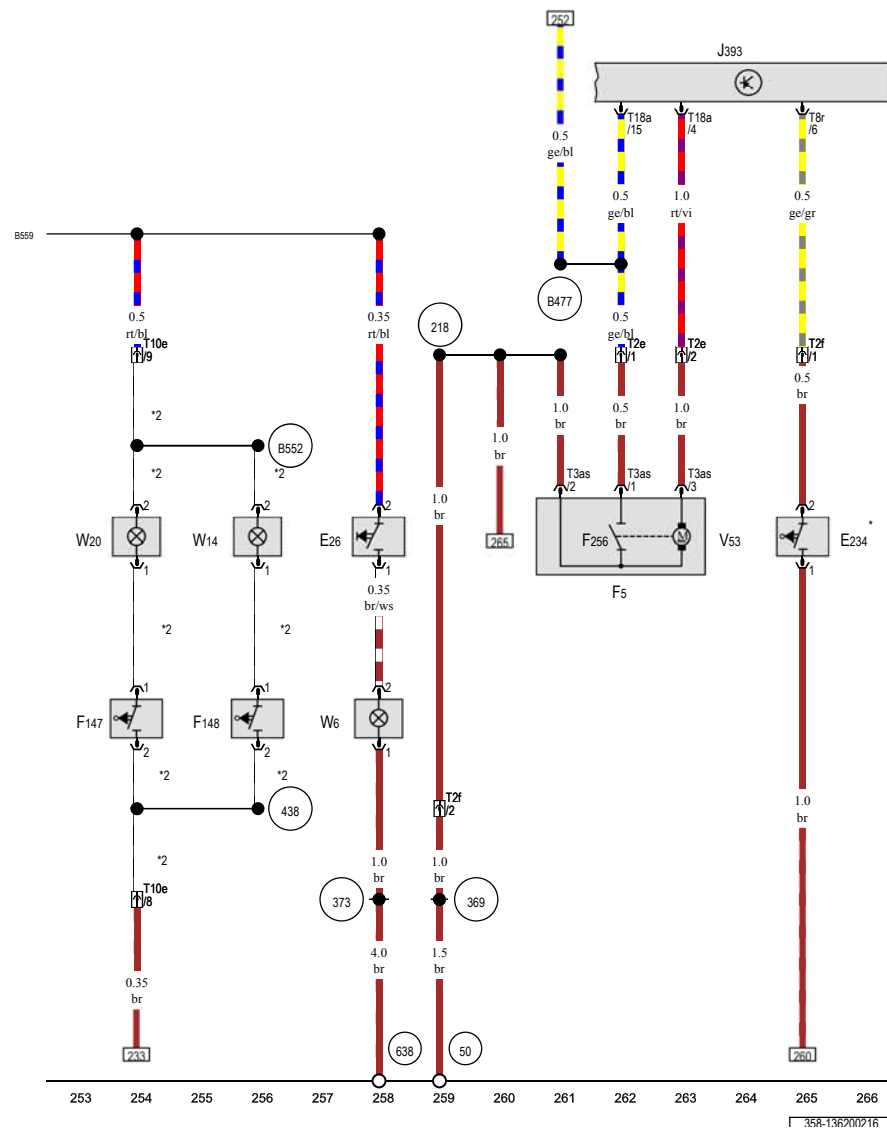 252
J393
T18a
/15
T18a
/4
T8r
/6
0.5
ge/bl
0.5
ge/bl
1.0
rt/vi
0.5
ge/gr
B559
B477
0.5
rt/bl
0.35
rt/bl
218
0.5
ge/bl
T10e
/9
T2e
/1
T2e
/2
T2f
/1
0.5
br
*2
B552
*2
*2
1.0
br
1.0
br
0.5
br
1.0
br
T3as
/2
T3as
/1
T3as
/3
1.0
br
2
2
2
2
W20
W14
E26
265
F256
M
V53
E234
*
1
1
1
1
F5
0.35
br/ws
*2
*2
1
1
2
F147
F148
W6
2
2
1
*2
*2
T2f
/2
438
1.0
br
*2
1.0
br
1.0
br
T10e
/8
373
369
0.35
br
4.0
br
1.5
br
233
638
50
260
253 254 255 256 257 258 259 260 261 262 263 264 265 266
358-136200216